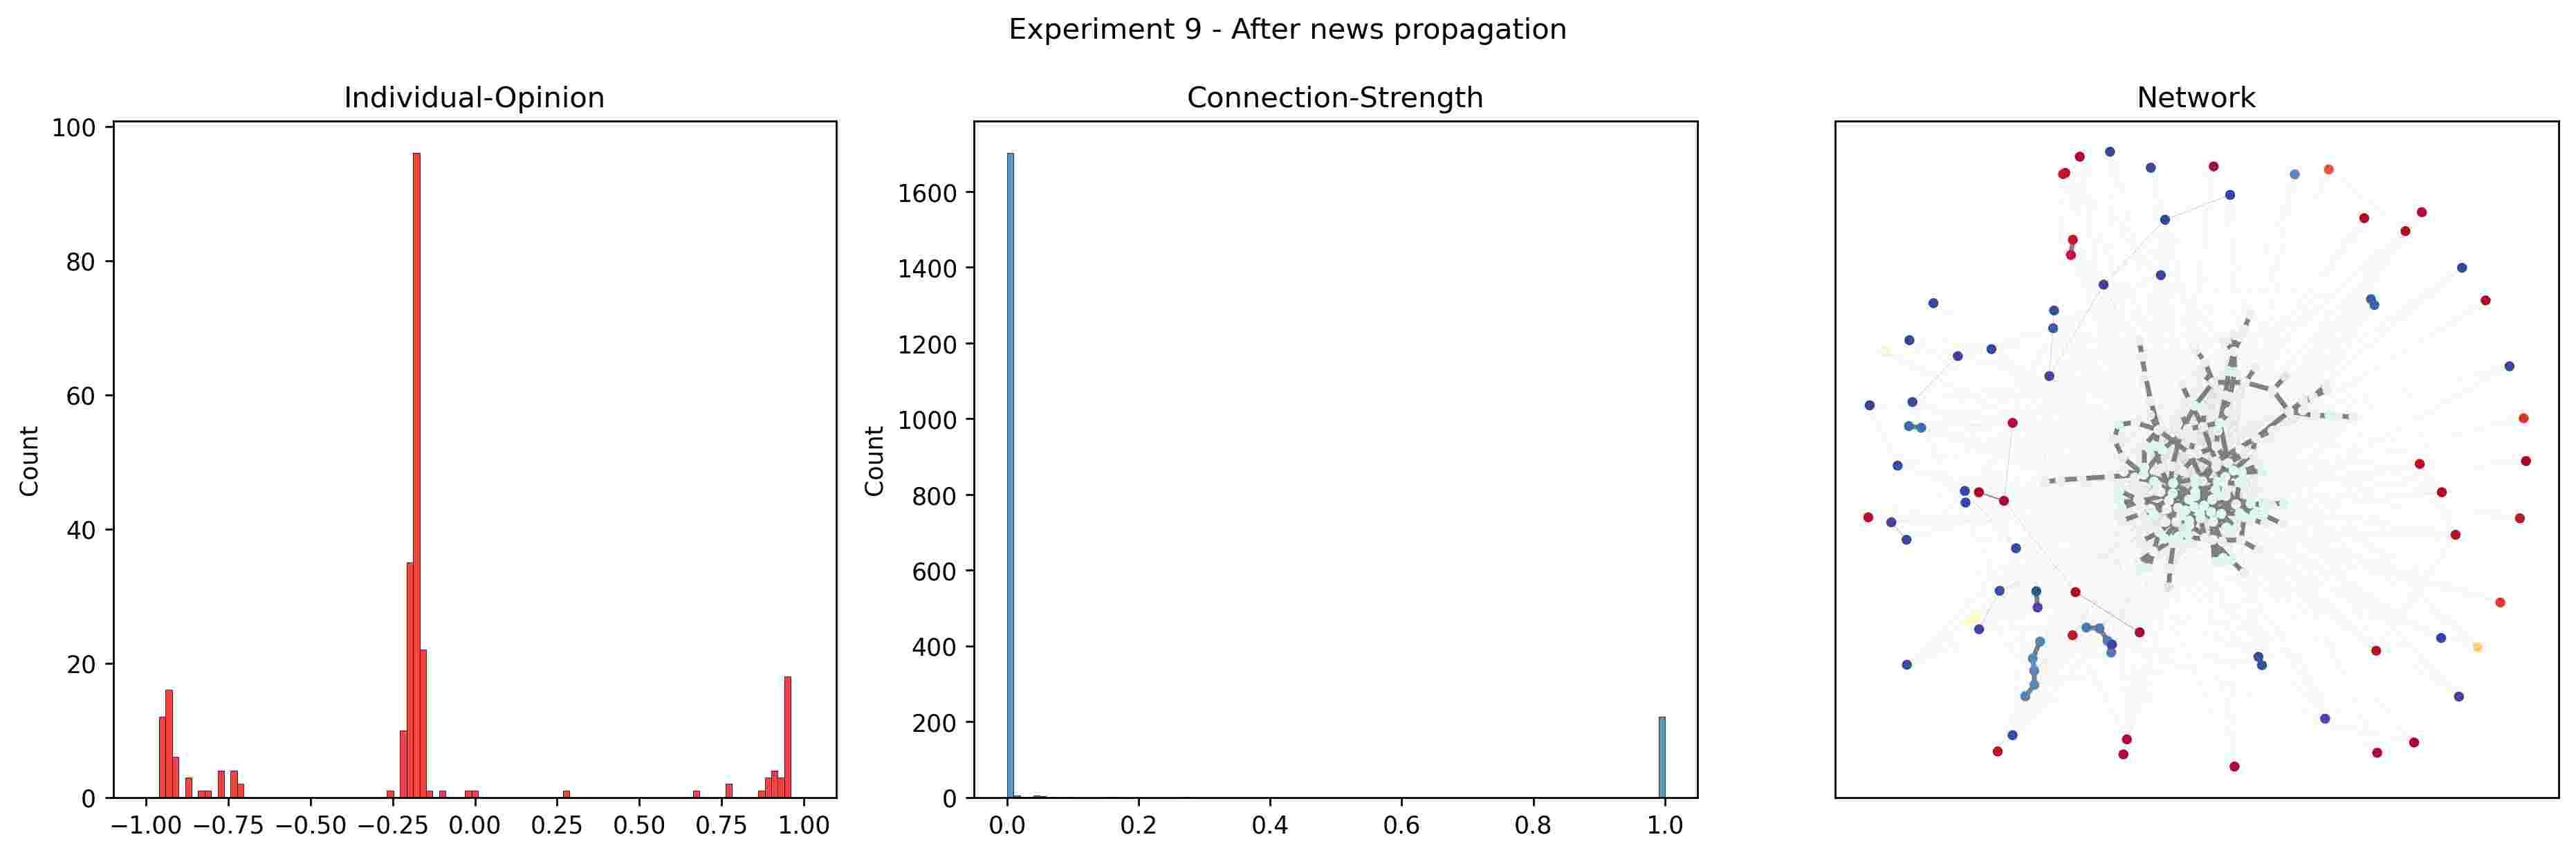 Experiment 9 - After news propagation
Individual-Opinion
Count
100
80
60
40
20
0
−1.00 −0.75 −0.50 −0.25 0.00 0.25 0.50 0.75 1.00
Connection-Strength
Count
1600
1400
1200
1000
800
600
400
200
0
0.0 0.2 0.4 0.6 0.8 1.0
Network